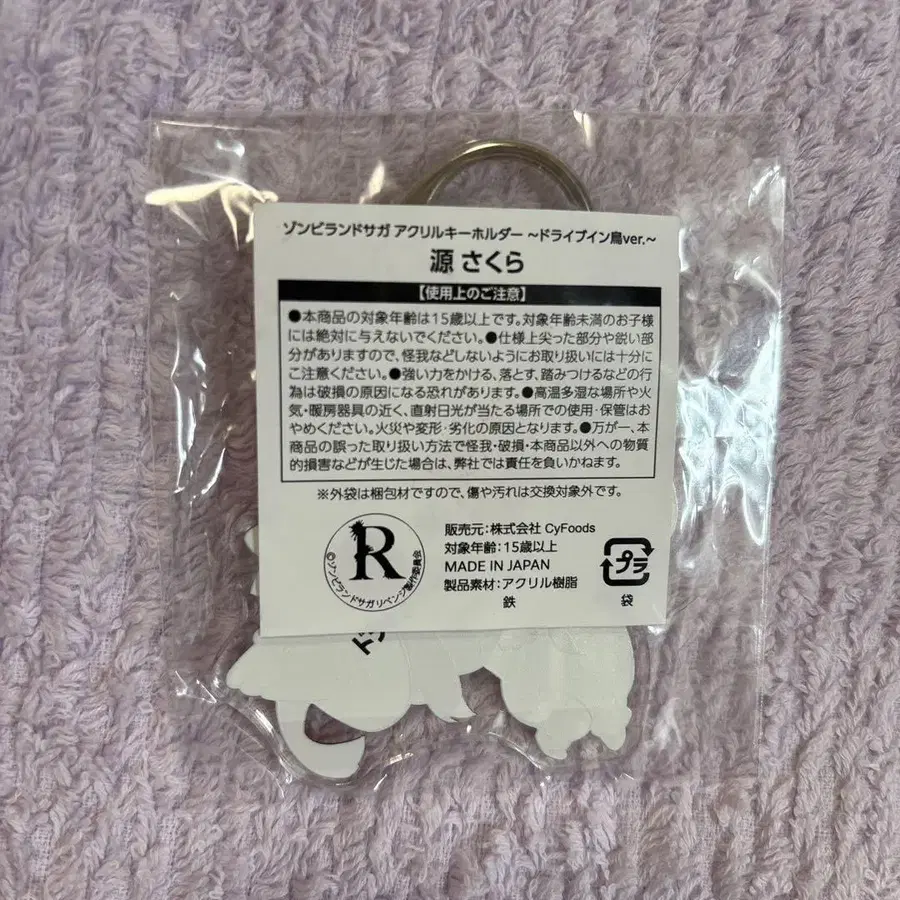 ゾンビランドサガ アクリルキーホルダー ~ドライブイン鳥ver.~
源 さくら
【使用上のご注意】
●本商品の対象年齢は15歳以上です。対象年齢未満のお子様
には絶対に与えないでください。●仕様上尖った部分や鋭い部
分がありますので、怪我などしないようにお取り扱いには十分に
ご注意ください。●強い力をかける、落とす、踏みつけるなどの行
為は破損の原因になる恐れがあります。●高温多湿な場所や火
気・暖房器具の近く、直射日光が当たる場所での使用・保管はお
やめください。火災や変形・劣化の原因となります。●万が一、本
商品の誤った取り扱い方法で怪我・破損・本商品以外への物質
的損害などが生じた場合は、弊社では責任を負いかねます。
※外袋は梱包材ですので、傷や汚れは交換対象外です。
R
©ゾンビランドサガリベンジ製作委員会
販売元:株式会社 CyFoods
対象年齢:15歳以上
MADE IN JAPAN
製品素材:アクリル樹脂
鉄
プラ
袋